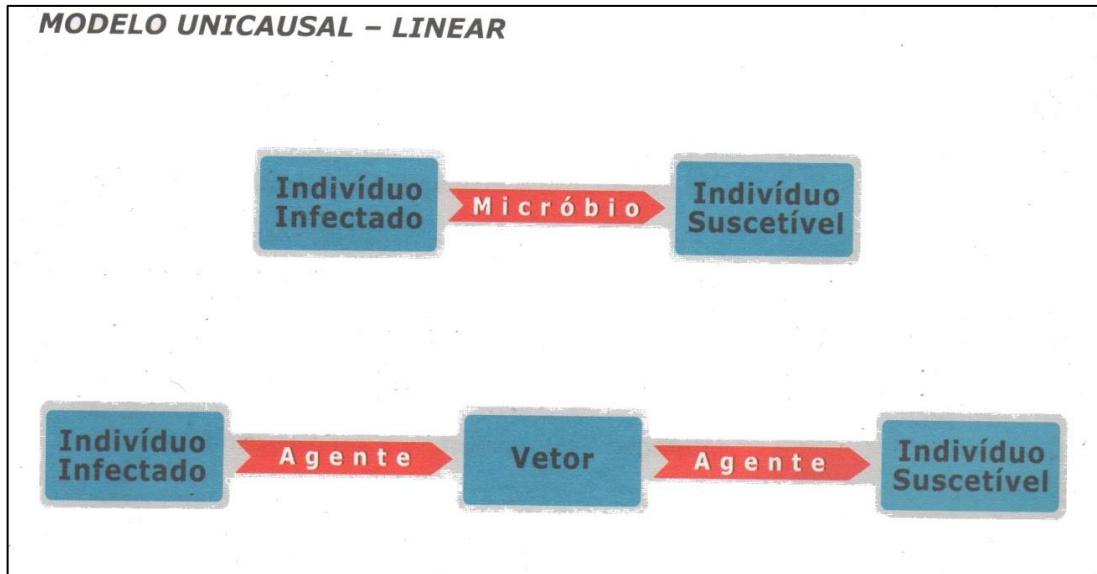 MODELO UNICAUSAL – LINEAR
Indivíduo
Infectado
Micróbio
Indivíduo
Suscetível
Indivíduo
Infectado
Agente
Vetor
Agente
Indivíduo
Suscetível